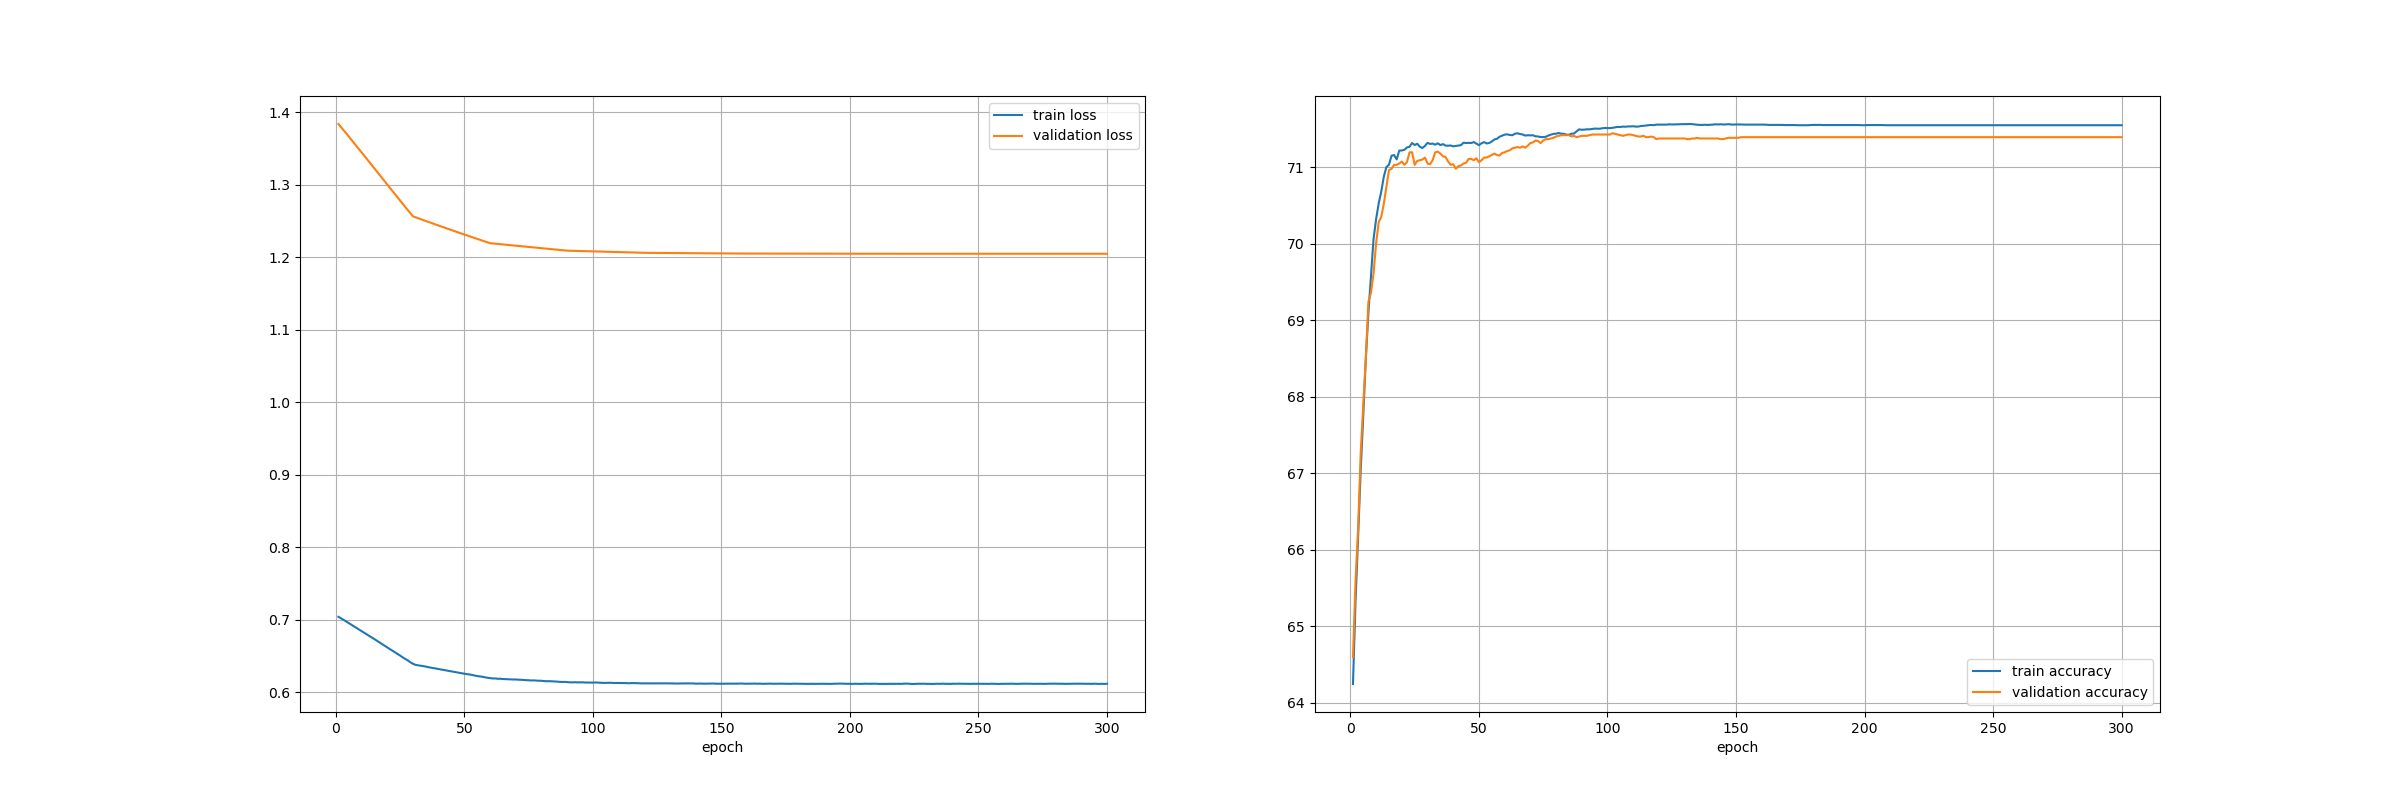 1.4
1.3
1.2
1.1
1.0
0.9
0.8
0.7
0.6
0 50 100 150 200 250 300
epoch
train loss
validation loss
71
70
69
68
67
66
65
64
0 50 100 150 200 250 300
epoch
train accuracy
validation accuracy